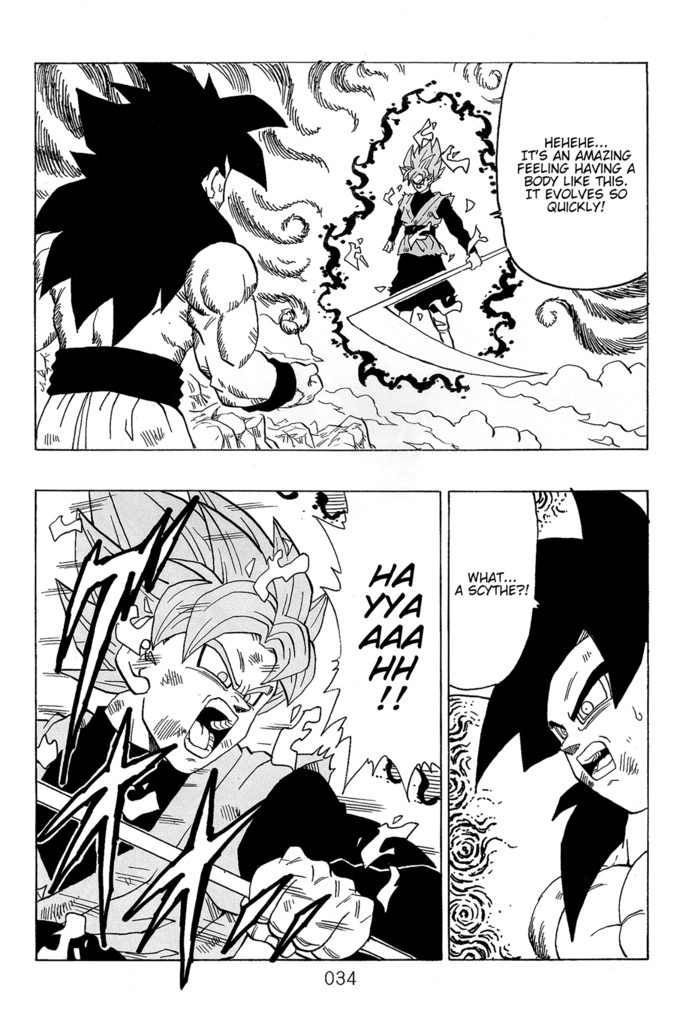 HEHEHE...
IT'S AN AMAZING
FEELING HAVING A
BODY LIKE THIS.
IT EVOLVES SO
QUICKLY!
WHAT...
A SCYTHE?!
HA
YYA
AAA
HH
!!
034